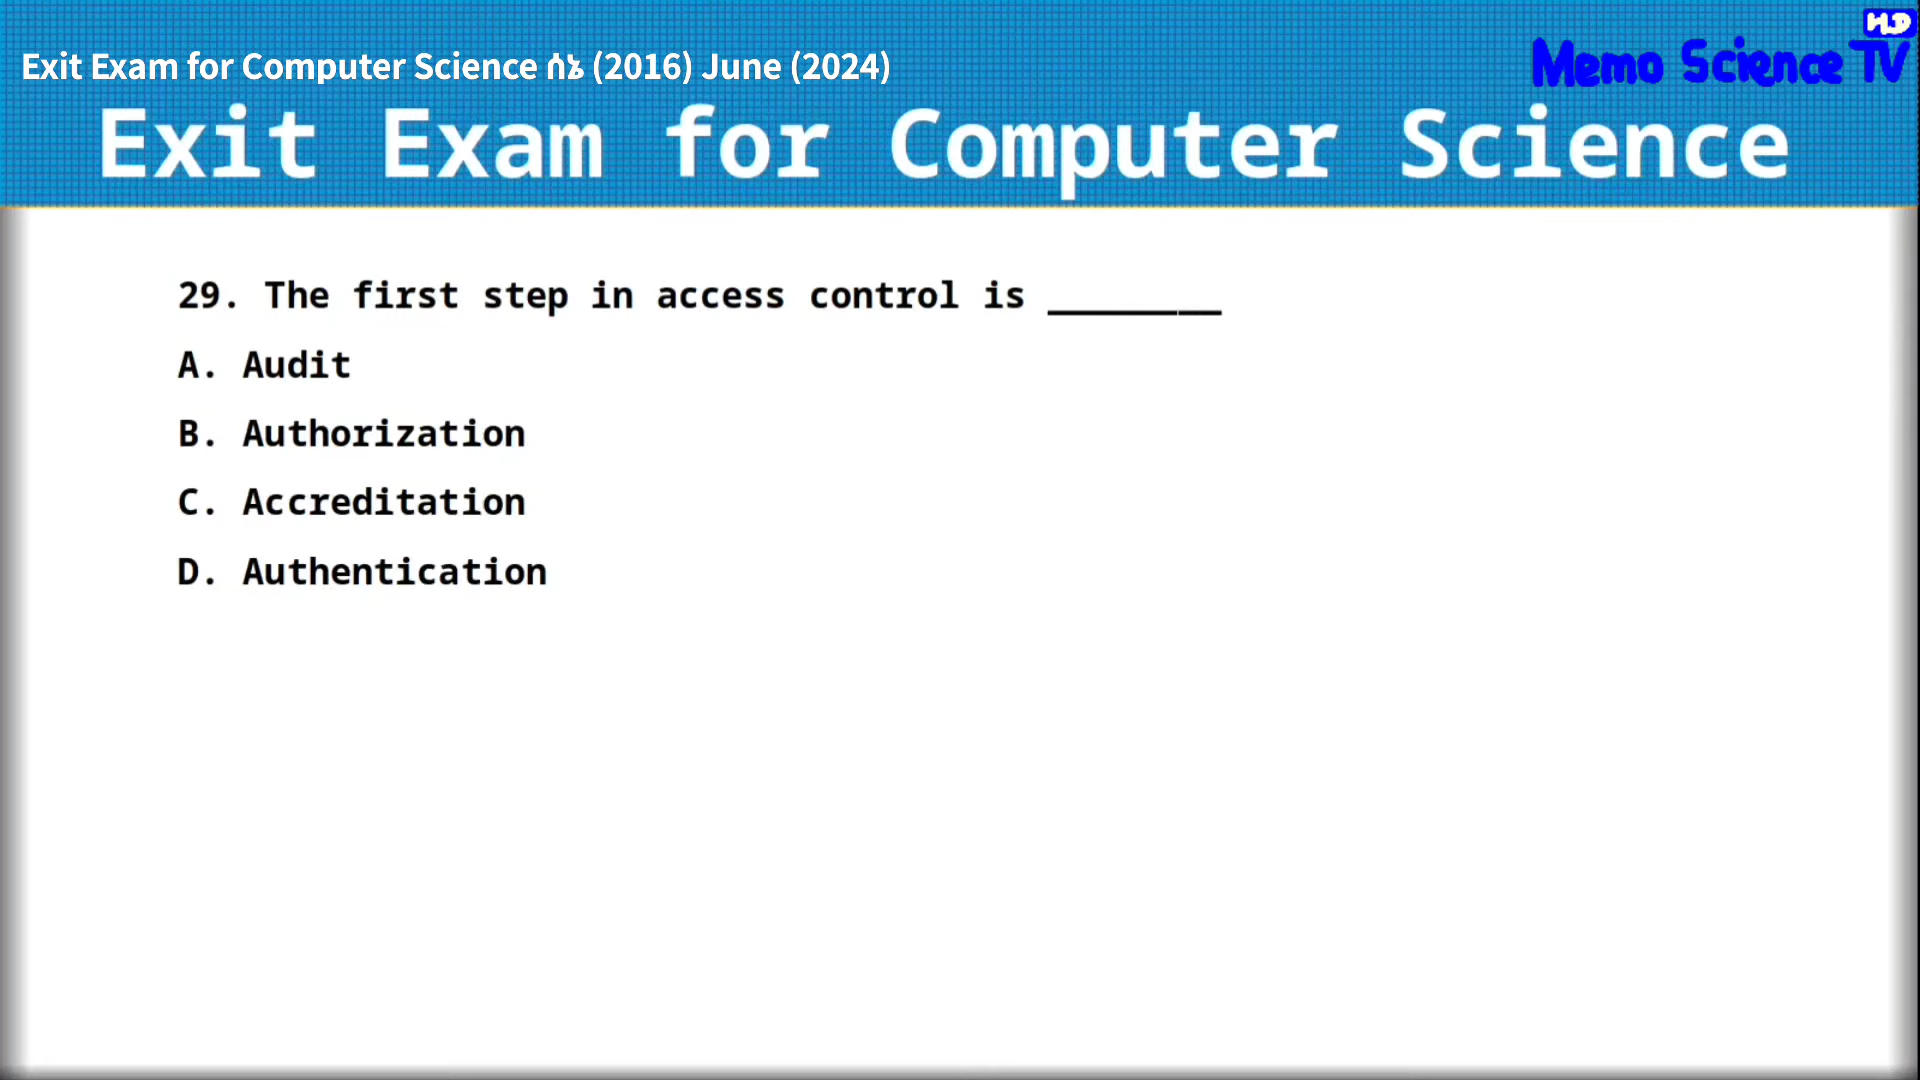 HD
Memo Science TV
Exit Exam for Computer Science ሰኔ (2016) June (2024)
Exit Exam for Computer Science
29. The first step in access control is ________
A. Audit
B. Authorization
C. Accreditation
D. Authentication